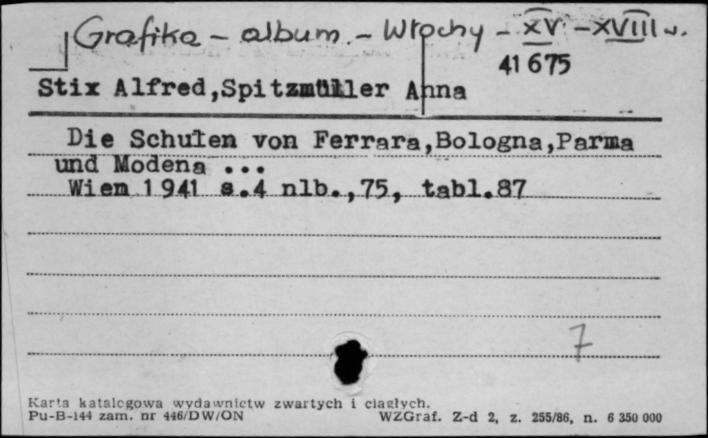 Grafika - album. - Włochy - XV - XVIII w.
41 675
Stix Alfred,Spitzmüller Anna
Die Schulen von Ferrara,Bologna,Parma
und Modena ...
Wien 1941 s.4 nlb.,75, tabl.87
7
Karta katalogowa wydawnictw zwartych i ciągłych.
Pu-B-144 zam. nr 446/DW/ON WZGraf. Z-d 2, z. 255/86, n. 6 350 000